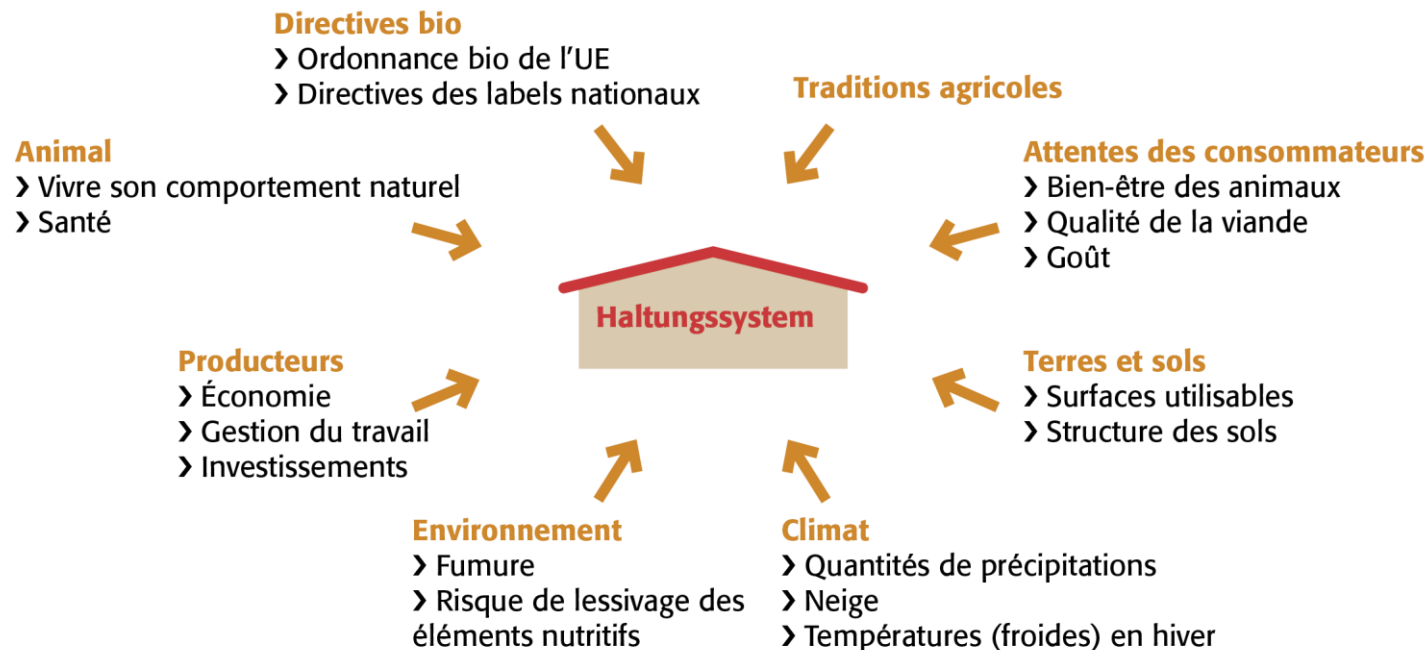 Directives bio
❯ Ordonnance bio de l’UE
❯ Directives des labels nationaux
Traditions agricoles
Animal
❯ Vivre son comportement naturel
❯ Santé
Attentes des consommateurs
❯ Bien-être des animaux
❯ Qualité de la viande
❯ Goût
Haltungssystem
Producteurs
❯ Économie
❯ Gestion du travail
❯ Investissements
Terres et sols
❯ Surfaces utilisables
❯ Structure des sols
Environnement
❯ Fumure
❯ Risque de lessivage des
éléments nutritifs
Climat
❯ Quantités de précipitations
❯ Neige
❯ Températures (froides) en hiver